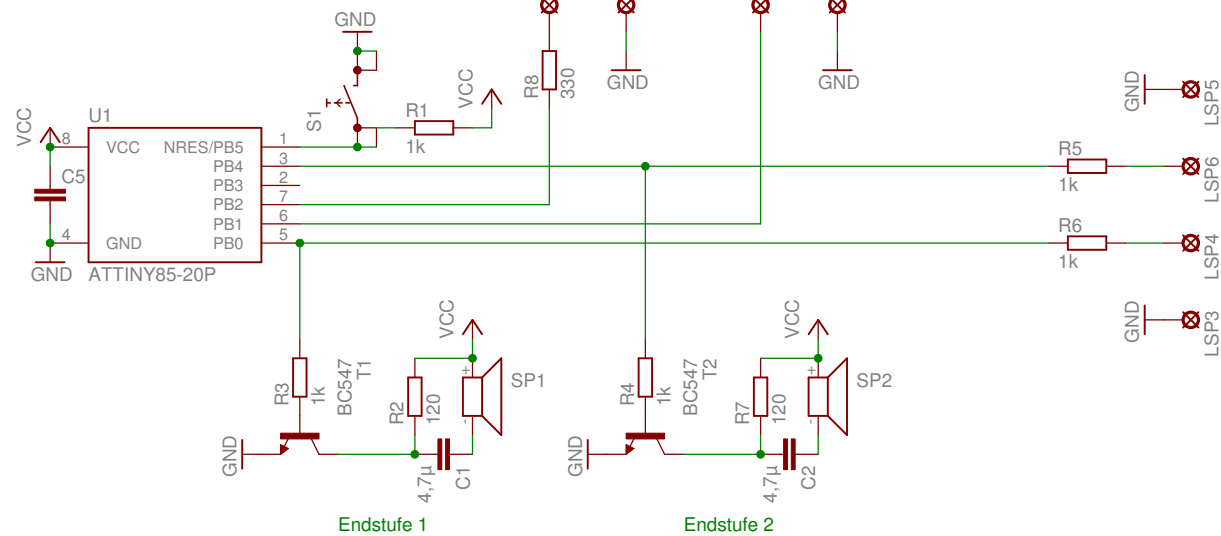 GND
VCC
R8
330
GND
GND
GND
LSP5
S1
R1
1k
VCC
U1
8
VCC
NRES/PB5
1
PB4
3
PB3
2
PB2
7
PB1
6
PB0
5
C5
4
GND
GND
ATTINY85-20P
R5
1k
LSP6
R6
1k
LSP4
GND
LSP3
R3
1k
BC547
T1
VCC
R2
120
+
-
SP1
GND
4,7µ
C1
Endstufe 1
R4
1k
BC547
T2
VCC
R7
120
+
-
SP2
GND
4,7µ
C2
Endstufe 2